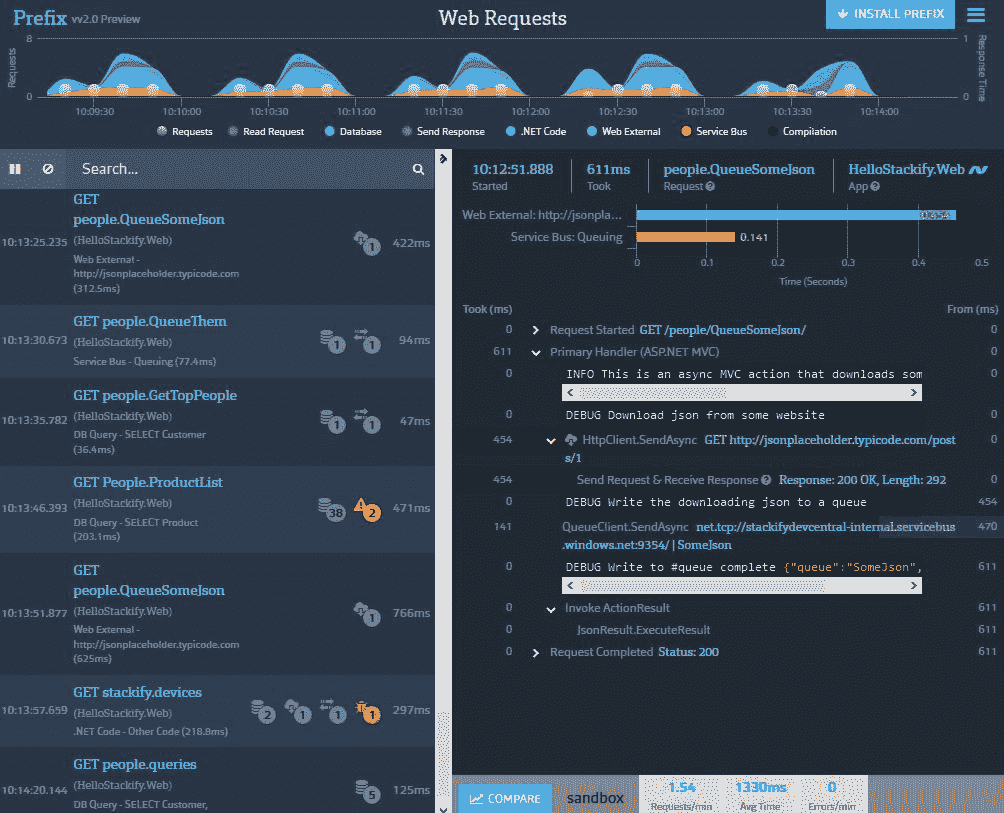 Prefix vv2.0 Preview
Web Requests
INSTALL PREFIX
8
1
Requests
Response Time
0
0
10:09:30 10:10:00 10:10:30 10:11:00 10:11:30 10:12:00 10:12:30 10:13:00 10:13:30 10:14:00
Requests Read Request Database Send Response .NET Code Web External Service Bus Compilation
Search...
GET
people.QueueSomeJson
10:13:25.235 (HelloStackify.Web) 1 422ms
Web External -
http://jsonplaceholder.typicode.com
(312.5ms)
GET people.QueueThem
10:13:30.673 (HelloStackify.Web) 1 1 94ms
Service Bus - Queuing (77.4ms)
GET people.GetTopPeople
10:13:35.782 (HelloStackify.Web) 1 1 47ms
DB Query - SELECT Customer
(36.4ms)
GET People.ProductList
10:13:46.393 (HelloStackify.Web) 38 2 471ms
DB Query - SELECT Product
(203.1ms)
GET
people.QueueSomeJson
10:13:51.877 (HelloStackify.Web) 1 766ms
Web External -
http://jsonplaceholder.typicode.com
(625ms)
GET stackify.devices
10:13:57.659 (HelloStackify.Web) 2 1 1 1 297ms
.NET Code - Other Code (218.8ms)
GET people.queries
10:14:20.144 (HelloStackify.Web) 5 125ms
DB Query - SELECT Customer,
10:12:51.888 611ms people.QueueSomeJson HelloStackify.Web
Started Took Request App
Web External: http://jsonpla... 0.454
Service Bus: Queuing 0.141
0 0.1 0.2 0.3 0.4 0.5
Time (Seconds)
Took (ms) From (ms)
0 Request Started GET /people/QueueSomeJson/ 0
611 Primary Handler (ASP.NET MVC) 0
0 INFO This is an async MVC action that downloads som 0
0 DEBUG Download json from some website 0
454 HttpClient.SendAsync GET http://jsonplaceholder.typicode.com/post 0
s/1
454 Send Request & Receive Response Response: 200 OK, Length: 292 0
0 DEBUG Write the downloading json to a queue 454
141 QueueClient.SendAsync net.tcp://stackifydevcentral-internal.servicebus 470
.windows.net:9354/ | SomeJson
0 DEBUG Write to #queue complete {"queue":"SomeJson", 611
0 Invoke ActionResult 611
0 JsonResult.ExecuteResult 611
0 Request Completed Status: 200 611
COMPARE
sandbox
1.54 1330ms 0
Requests/min Avg Time Errors/min